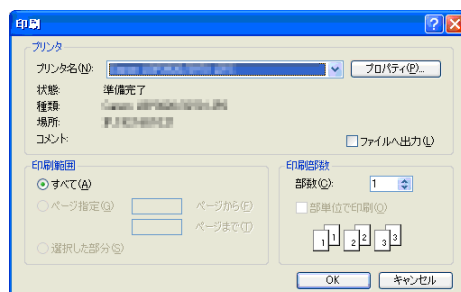 印刷
プリンタ
プリンタ名(N):
プロパティ(P)...
状態: 準備完了
種類:
場所:
コメント:
ファイルへ出力(L)
印刷範囲
すべて(A)
ページ指定(G) ページから(F)
ページまで(T)
選択した部分(S)
印刷部数
部数(C): 1
部単位で印刷(O)
1 1 2 2 3 3
OK キャンセル